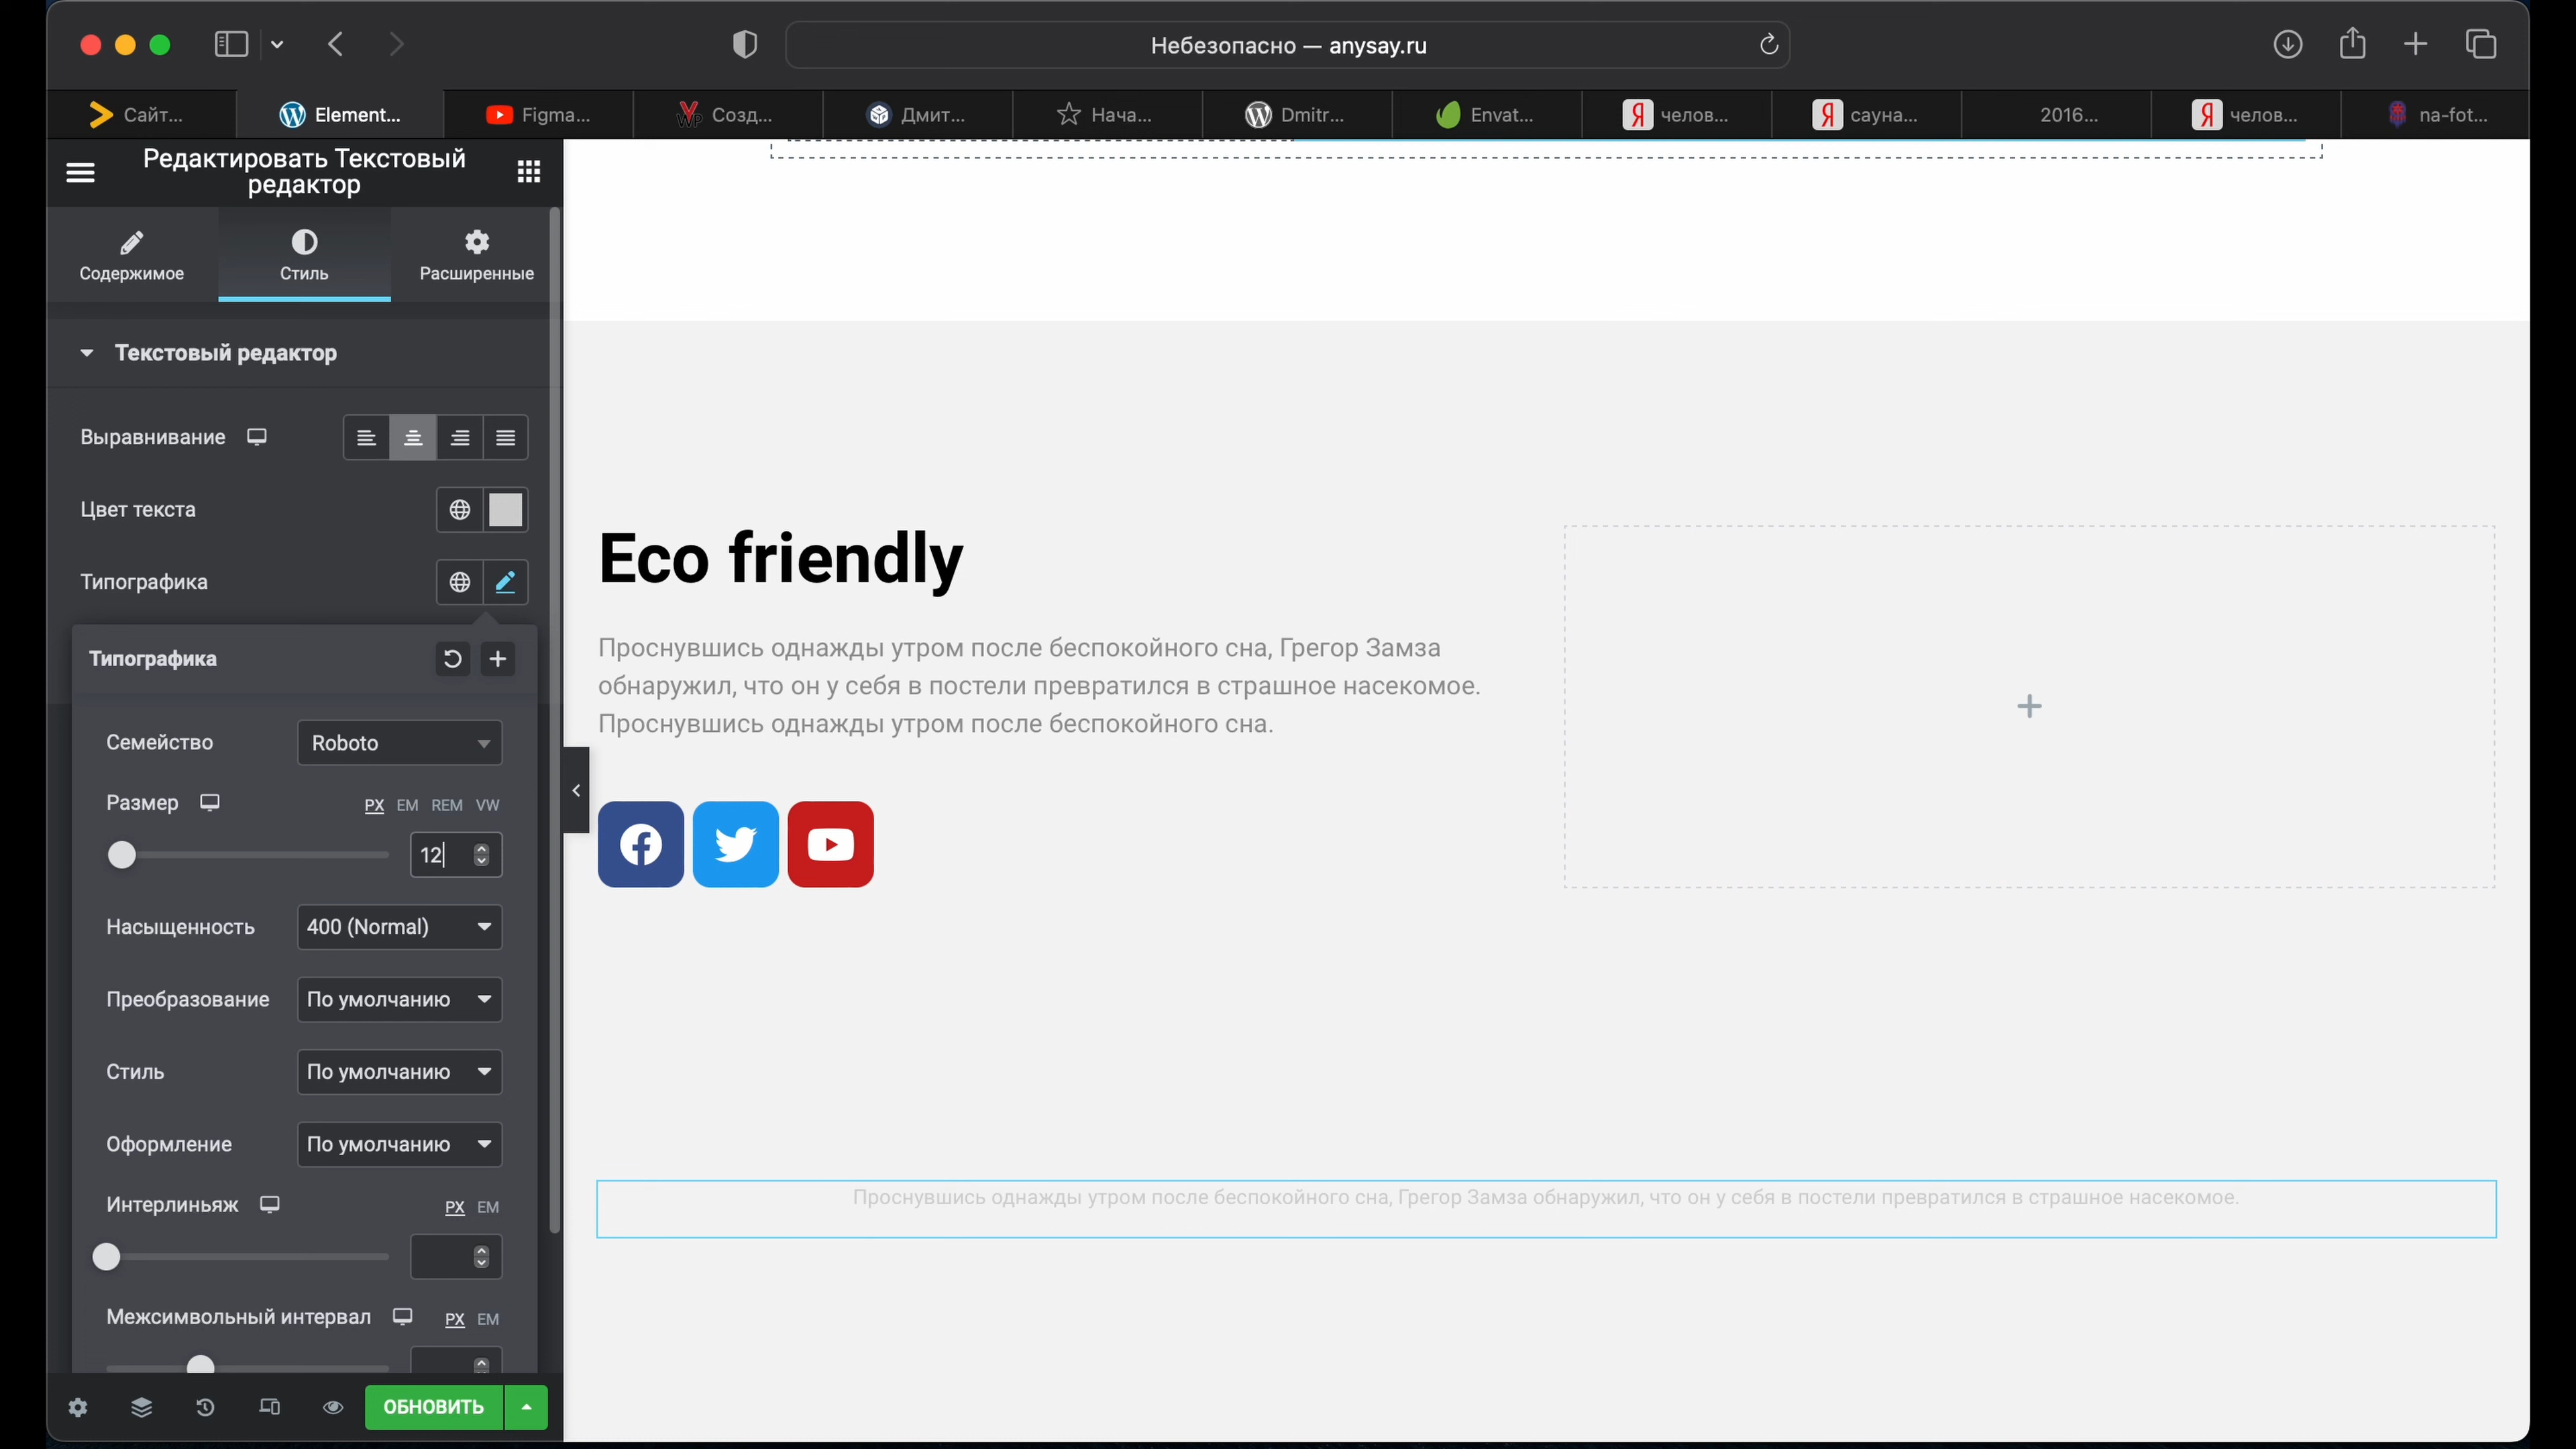 Небезопасно — anysay.ru
Сайт...
Element...
Figma...
Созд...
Дмит...
Нача...
Dmitr...
Envat...
челов...
сауна...
2016...
челов...
na-fot...
Редактировать Текстовый
редактор
Содержимое
Стиль
Расширенные
Текстовый редактор
Выравнивание
Цвет текста
Типографика
Типографика
Семейство
Roboto
Размер
PX EM REM VW
12
Насыщенность
400 (Normal)
Преобразование
По умолчанию
Стиль
По умолчанию
Оформление
По умолчанию
Интерлиньяж
PX EM
Межсимвольный интервал
PX EM
ОБНОВИТЬ
Eco friendly
Проснувшись однажды утром после беспокойного сна, Грегор Замза
обнаружил, что он у себя в постели превратился в страшное насекомое.
Проснувшись однажды утром после беспокойного сна.
Проснувшись однажды утром после беспокойного сна, Грегор Замза обнаружил, что он у себя в постели превратился в страшное насекомое.